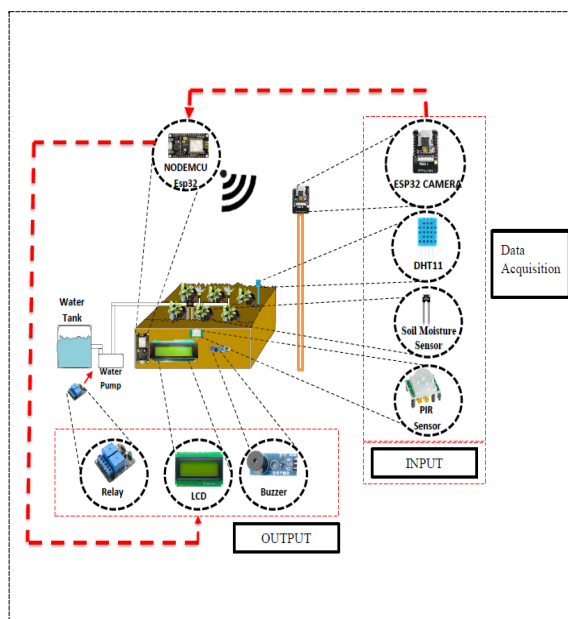 NODEMCU
Esp32
ESP32 CAMERA
DHT11
Data
Acquisition
Soil Moisture
Sensor
Water
Tank
Water
Pump
PIR
Sensor
INPUT
Relay
LCD
Buzzer
OUTPUT